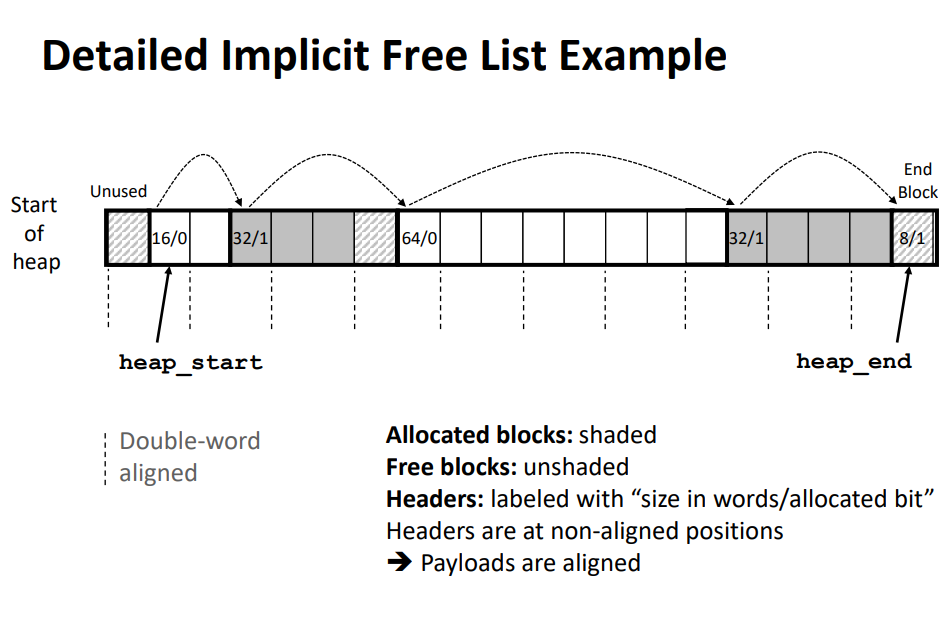 Detailed Implicit Free List Example
Unused
End
Block
Start
of
heap
16/0
32/1
64/0
32/1
8/1
heap_start
heap_end
Double-word
aligned
Allocated blocks: shaded
Free blocks: unshaded
Headers: labeled with “size in words/allocated bit”
Headers are at non-aligned positions
➔ Payloads are aligned